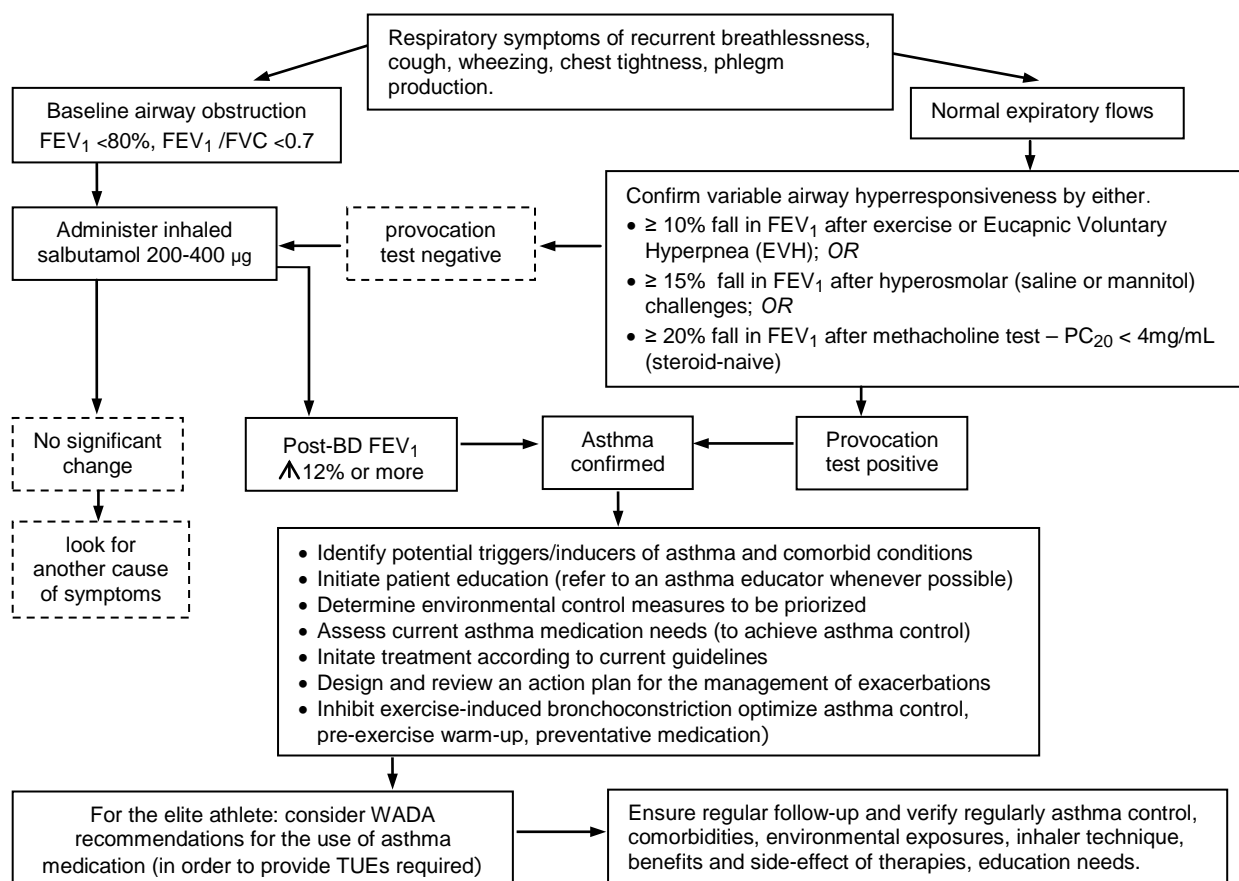 Respiratory symptoms of recurrent breathlessness,
cough, wheezing, chest tightness, phlegm
production.
Baseline airway obstruction
FEV1 <80%, FEV1 /FVC <0.7
Normal expiratory flows
Confirm variable airway hyperresponsiveness by either.
• ≥ 10% fall in FEV1 after exercise or Eucapnic Voluntary
Hyperpnea (EVH); OR
• ≥ 15% fall in FEV1 after hyperosmolar (saline or mannitol)
challenges; OR
• ≥ 20% fall in FEV1 after methacholine test – PC20 < 4mg/mL
(steroid-naive)
Administer inhaled
salbutamol 200-400 µg
provocation
test negative
No significant
change
Post-BD FEV1
↑12% or more
Asthma
confirmed
Provocation
test positive
look for
another cause
of symptoms
• Identify potential triggers/inducers of asthma and comorbid conditions
• Initiate patient education (refer to an asthma educator whenever possible)
• Determine environmental control measures to be priorized
• Assess current asthma medication needs (to achieve asthma control)
• Initate treatment according to current guidelines
• Design and review an action plan for the management of exacerbations
• Inhibit exercise-induced bronchoconstriction optimize asthma control,
pre-exercise warm-up, preventative medication)
For the elite athlete: consider WADA
recommendations for the use of asthma
medication (in order to provide TUEs required)
Ensure regular follow-up and verify regularly asthma control,
comorbidities, environmental exposures, inhaler technique,
benefits and side-effect of therapies, education needs.